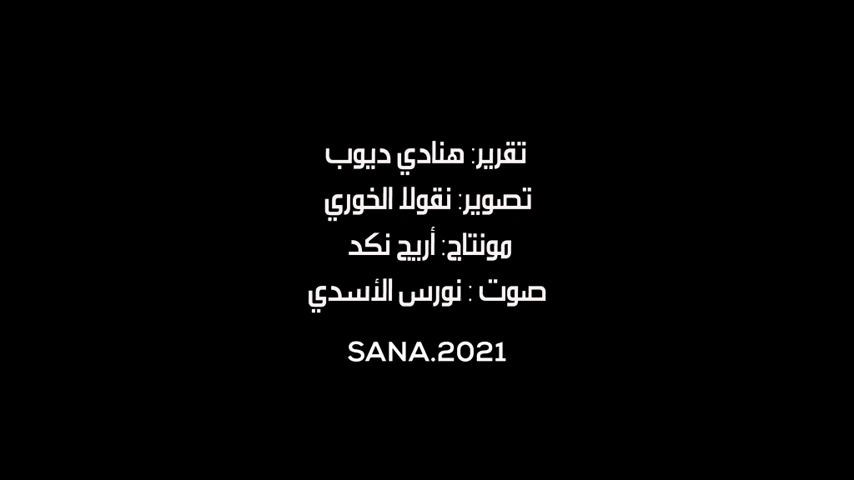 تقرير: هنادي ديوب
تصوير: نقولا الخوري
مونتاج: أريج نكد
صوت : نورس الأسدي
SANA.2021